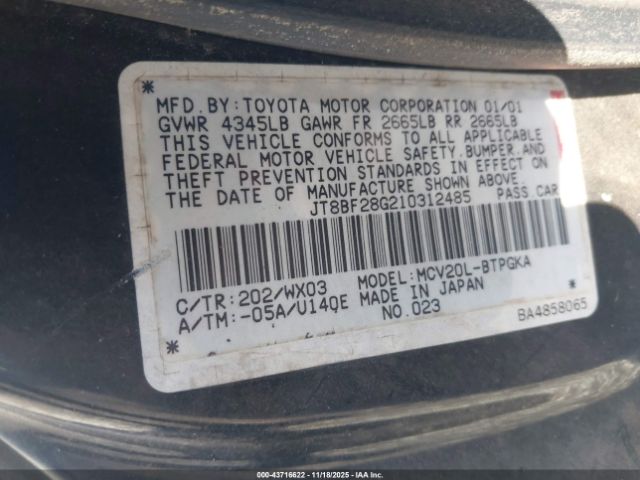 MFD.BY:TOYOTA MOTOR CORPORATION 01/01
GVWR 4345LB GAWR FR 2665LB RR 2665LB
THIS VEHICLE CONFORMS TO ALL APPLICABLE
FEDERAL MOTOR VEHICLE SAFETY,BUMPER,AND
THEFT PREVENTION STANDARDS IN EFFECT ON
THE DATE OF MANUFACTURE SHOWN ABOVE.
JT8BF28G210312485 PASS.CAR
C/TR:202/WX03 MODEL:MCV20L-BTPGKA
A/TM:-05A/U140E MADE IN JAPAN
NO.023 BA4858065
000-43716622 - 11/18/2025 - IAA Inc.